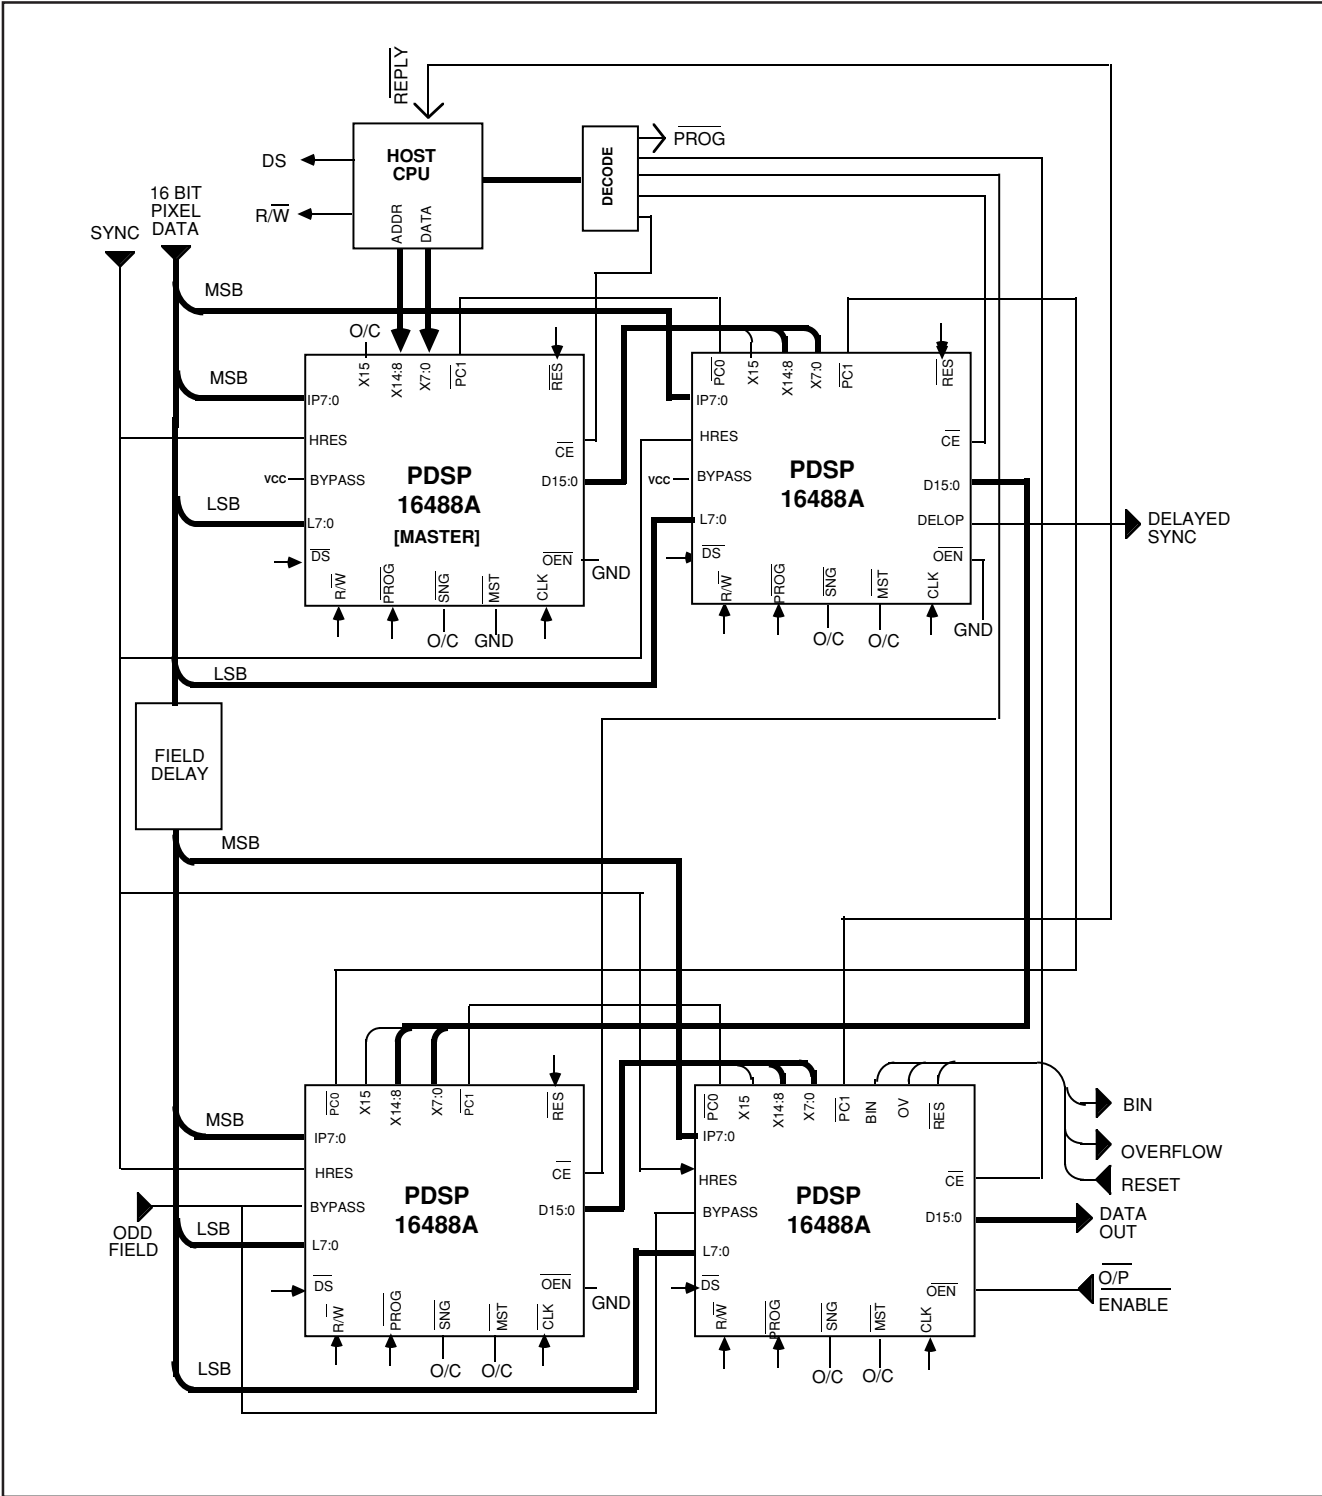 REPLY
HOST
CPU
ADDR
DATA
DS
R/W
DECODE
PROG
16 BIT
PIXEL
DATA
SYNC
MSB
MSB
LSB
LSB
O/C
X15
X14:8
X7:0
PC1
RES
IP7:0
HRES
VCC
BYPASS
L7:0
DS
R/W
PROG
SNG
MST
CLK
CE
D15:0
OEN
GND
PDSP
16488A
[MASTER]
O/C
GND
PC0
X15
X14:8
X7:0
PC1
RES
IP7:0
HRES
VCC
BYPASS
L7:0
DS
R/W
PROG
SNG
MST
CLK
CE
D15:0
DELOP
OEN
PDSP
16488A
O/C
O/C
GND
DELAYED
SYNC
FIELD
DELAY
MSB
MSB
LSB
LSB
ODD
FIELD
PC0
X15
X14:8
X7:0
PC1
RES
IP7:0
HRES
BYPASS
L7:0
DS
R/W
PROG
SNG
MST
CLK
CE
D15:0
OEN
GND
PDSP
16488A
O/C
O/C
PC0
X15
X14:8
X7:0
PC1
BIN
OV
RES
IP7:0
HRES
BYPASS
L7:0
DS
R/W
PROG
SNG
MST
CLK
CE
D15:0
OEN
PDSP
16488A
O/C
O/C
BIN
OVERFLOW
RESET
DATA
OUT
O/P
ENABLE